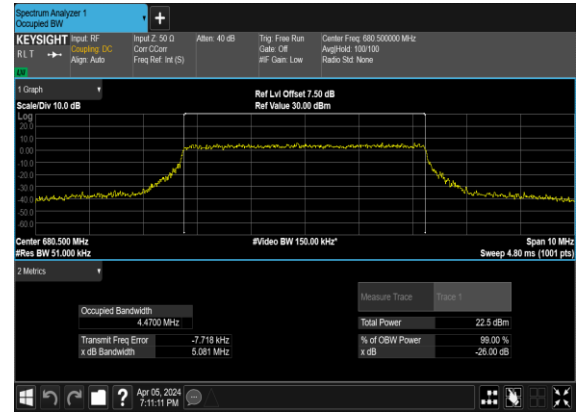 Spectrum Analyzer 1
Occupied BW
+
KEYSIGHT Input: RF Input Z: 50 Ω Atten: 40 dB Trig: Free Run Center Freq: 680.500000 MHz
RLT Coupling: DC Corr CCorr Gate: Off Avg|Hold: 100/100
Align: Auto Freq Ref: Int (S) #IF Gain: Low Radio Std: None
LXI
1 Graph
Ref Lvl Offset 7.50 dB
Scale/Div 10.0 dB Ref Value 30.00 dBm
Log
20.0
10.0
0.00
-10.0
-20.0
-30.0
-40.0
-50.0
-60.0
Center 680.500 MHz #Video BW 150.00 kHz* Span 10 MHz
#Res BW 51.000 kHz Sweep 4.80 ms (1001 pts)
2 Metrics
Measure Trace Trace 1
Occupied Bandwidth
4.4700 MHz Total Power 22.5 dBm
Transmit Freq Error -7.718 kHz % of OBW Power 99.00 %
x dB Bandwidth 5.081 MHz x dB -26.00 dB
? Apr 05, 2024
7:11:11 PM